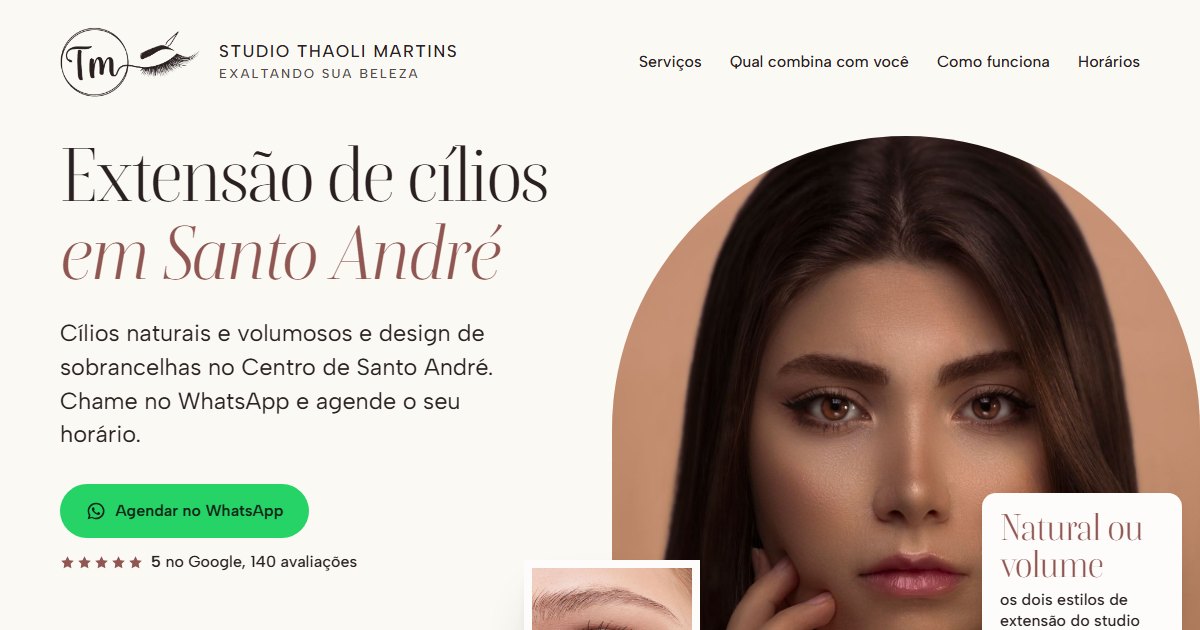 Tm
STUDIO THAOLI MARTINS
EXALTANDO SUA BELEZA
Serviços
Qual combina com você
Como funciona
Horários
Extensão de cílios
em Santo André
Cílios naturais e volumosos e design de
sobrancelhas no Centro de Santo André.
Chame no WhatsApp e agende o seu
horário.
Agendar no WhatsApp
5 no Google, 140 avaliações
Natural ou
volume
os dois estilos de
extensão do studio